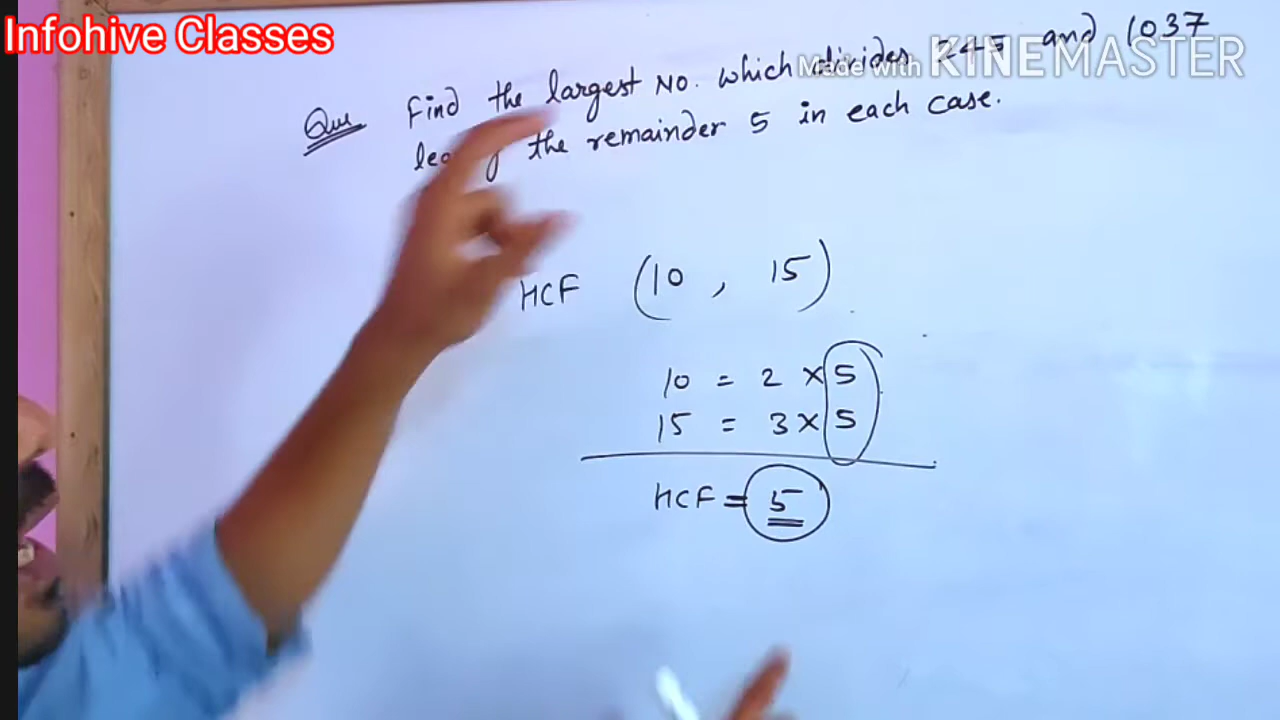 Infohive Classes
Made with KINEMASTER
Que Find the largest No. which divides 245 and 1037
the remainder 5 in each case.
HCF (10 , 15)
10 = 2 × 5
15 = 3 × 5
HCF = 5